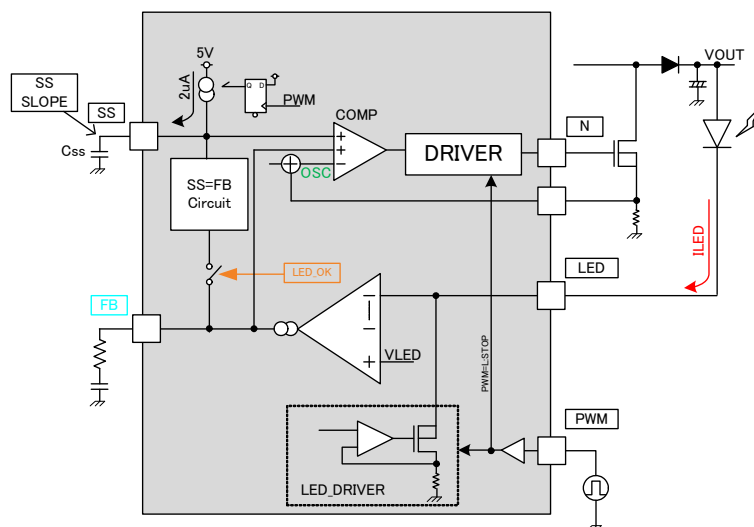 5V
2uA
Q D
PWM
SS
SLOPE
SS
Css
COMP
+
+
−
OSC
DRIVER
N
VOUT
SS=FB
Circuit
LED_OK
FB
ILED
LED
−
−
+
VLED
PWM=L:STOP
PWM
LED_DRIVER